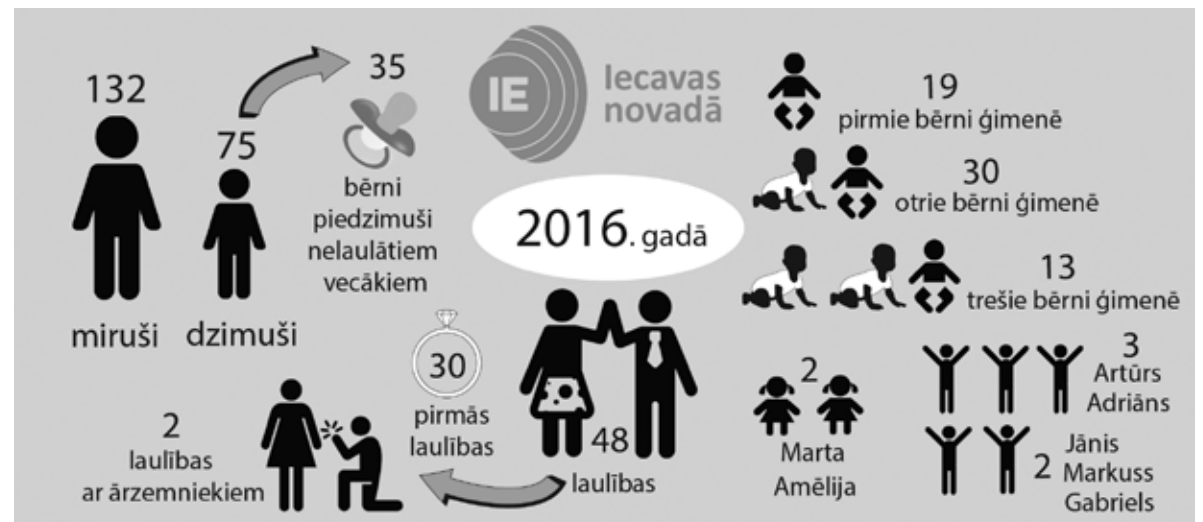 132
miruši
75
dzimuši
35
bērni
piedzimuši
nelaulātiem
vecākiem
IE
Iecavas
novadā
2016. gadā
19
pirmie bērni ģimenē
30
otrie bērni ģimenē
13
trešie bērni ģimenē
2
laulības
ar ārzemniekiem
30
pirmās
laulības
48
laulības
2
Marta
Amēlija
3
Artūrs
Adriāns
2
Jānis
Markuss
Gabriels